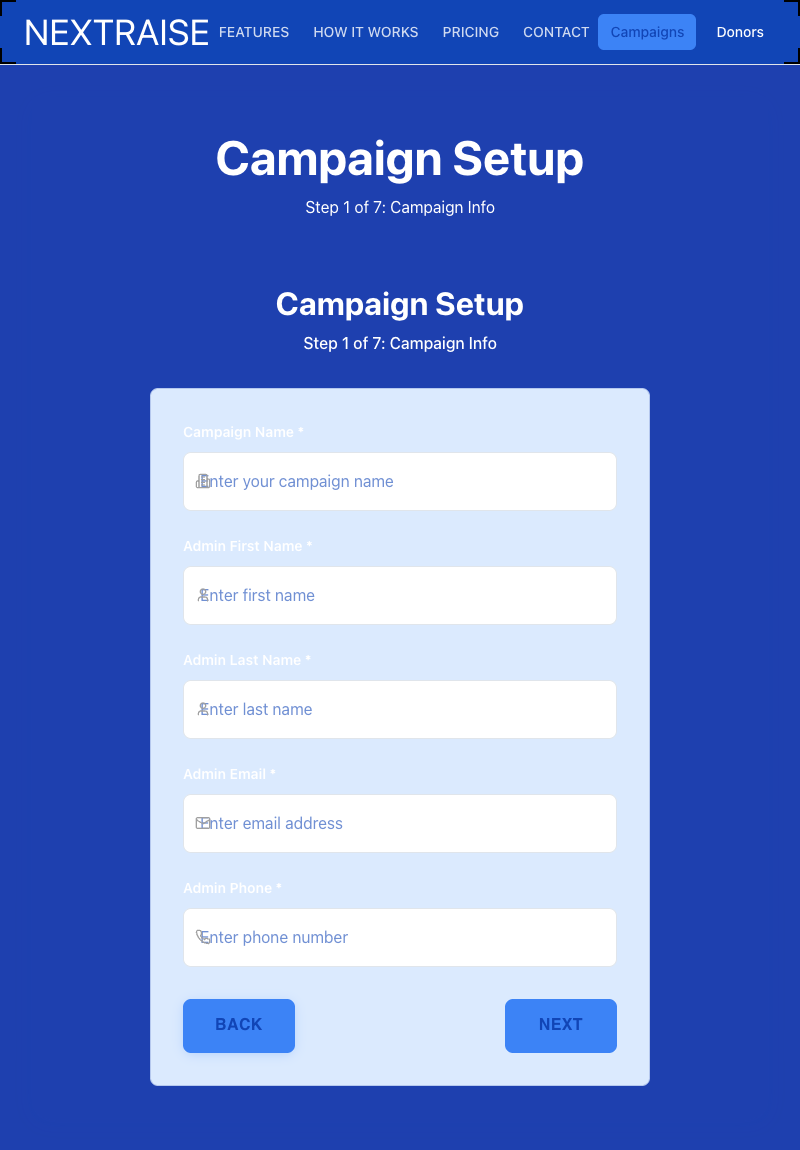 NEXTRAISE FEATURES HOW IT WORKS PRICING CONTACT Campaigns Donors
Campaign Setup
Step 1 of 7: Campaign Info
Campaign Setup
Step 1 of 7: Campaign Info
Campaign Name *
Enter your campaign name
Admin First Name *
Enter first name
Admin Last Name *
Enter last name
Admin Email *
Enter email address
Admin Phone *
Enter phone number
BACK NEXT